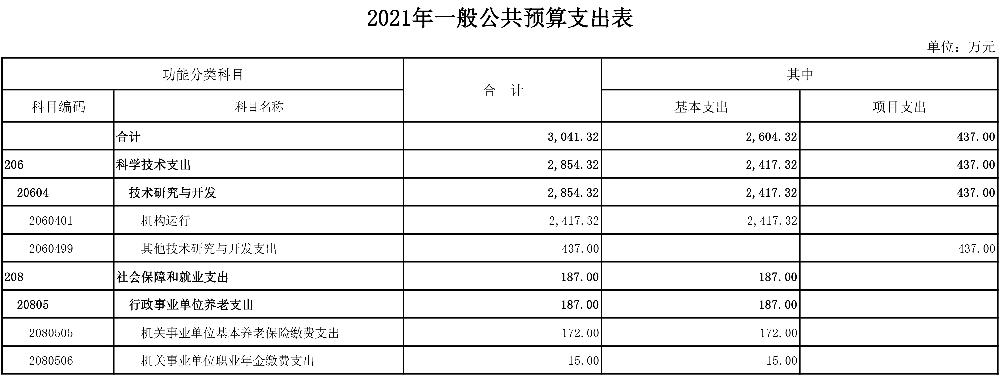 2021年一般公共预算支出表
单位：万元
功能分类科目 合 计 其中
科目编码 科目名称 基本支出 项目支出
合计 3,041.32 2,604.32 437.00
206 科学技术支出 2,854.32 2,417.32 437.00
20604 技术研究与开发 2,854.32 2,417.32 437.00
2060401 机构运行 2,417.32 2,417.32
2060499 其他技术研究与开发支出 437.00 437.00
208 社会保障和就业支出 187.00 187.00
20805 行政事业单位养老支出 187.00 187.00
2080505 机关事业单位基本养老保险缴费支出 172.00 172.00
2080506 机关事业单位职业年金缴费支出 15.00 15.00